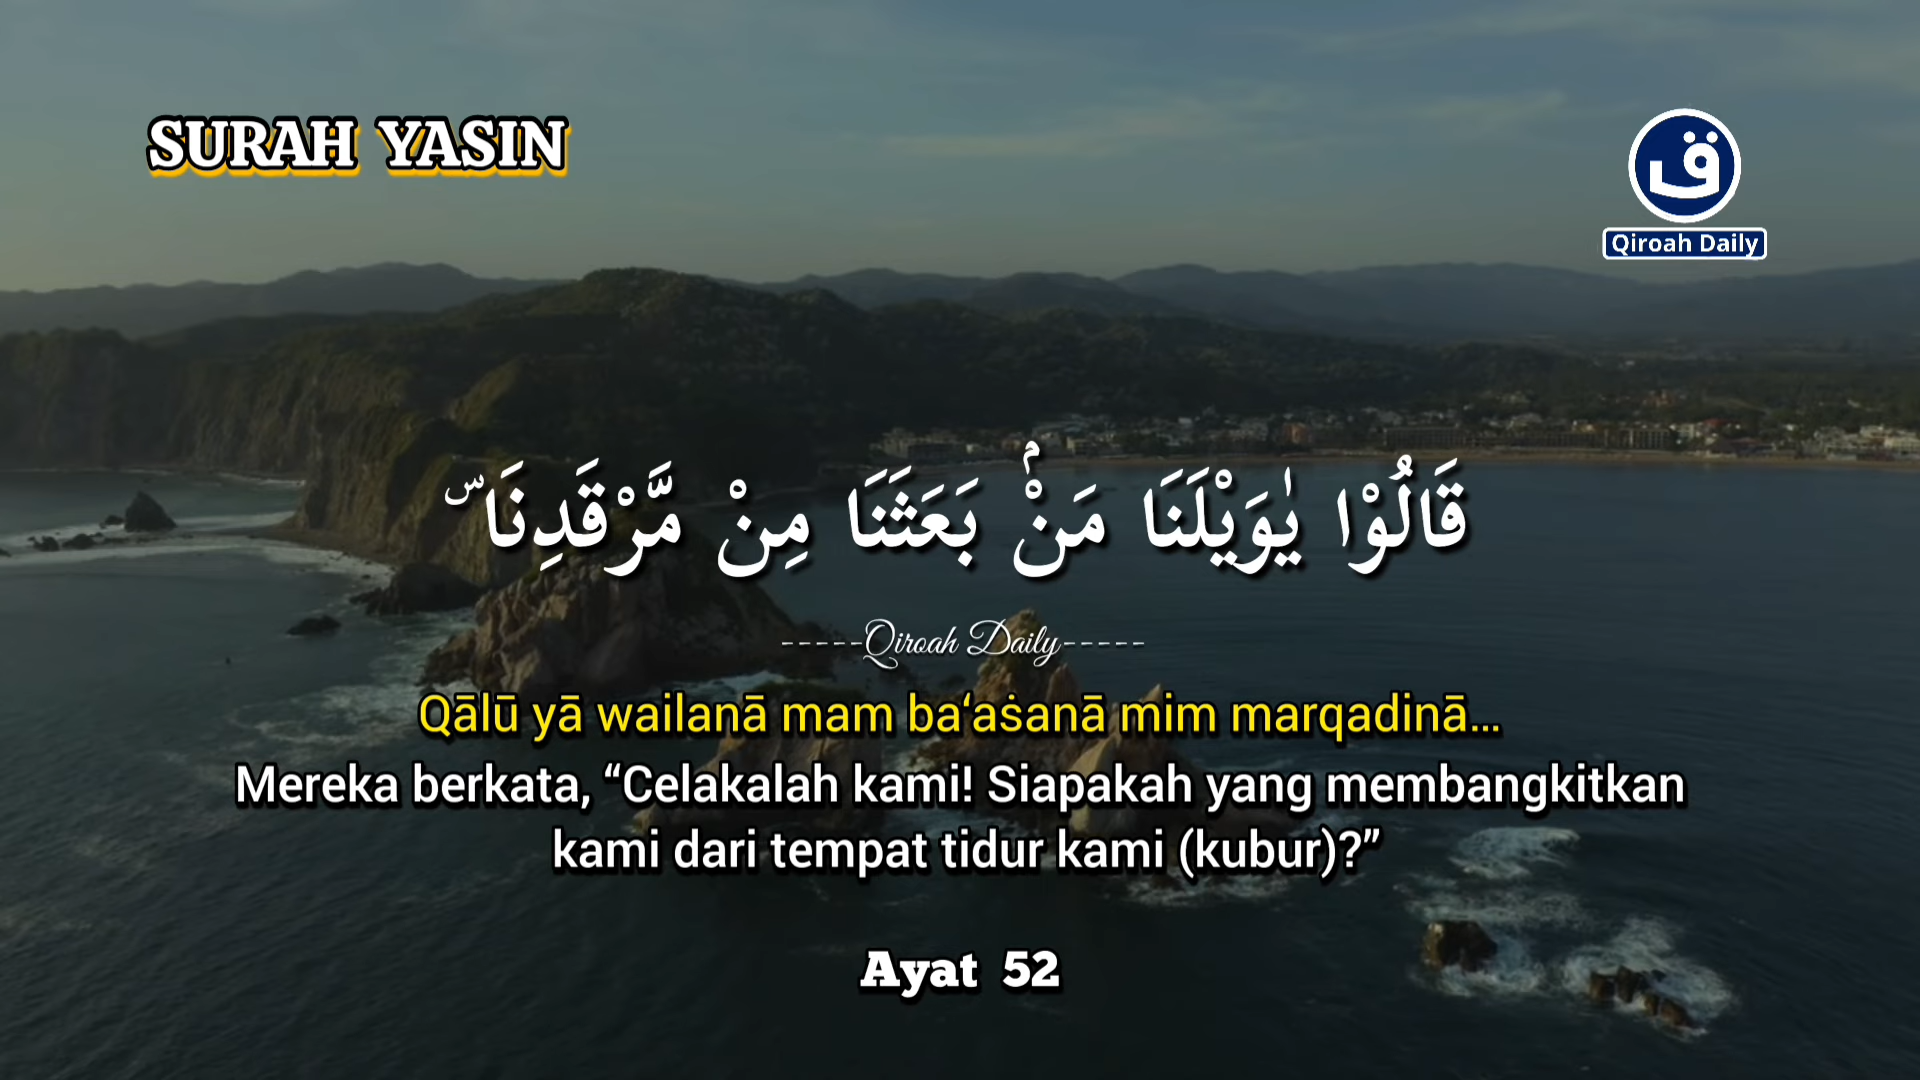 SURAH YASIN
ق
Qiroah Daily
قَالُوْا يٰوَيْلَنَا مَنْۢ بَعَثَنَا مِنْ مَّرْقَدِنَا ۜ
-----Qiroah Daily-----
Qālū yā wailanā mam ba‘aṡanā mim marqadinā…
Mereka berkata, “Celakalah kami! Siapakah yang membangkitkan
kami dari tempat tidur kami (kubur)?”
Ayat 52